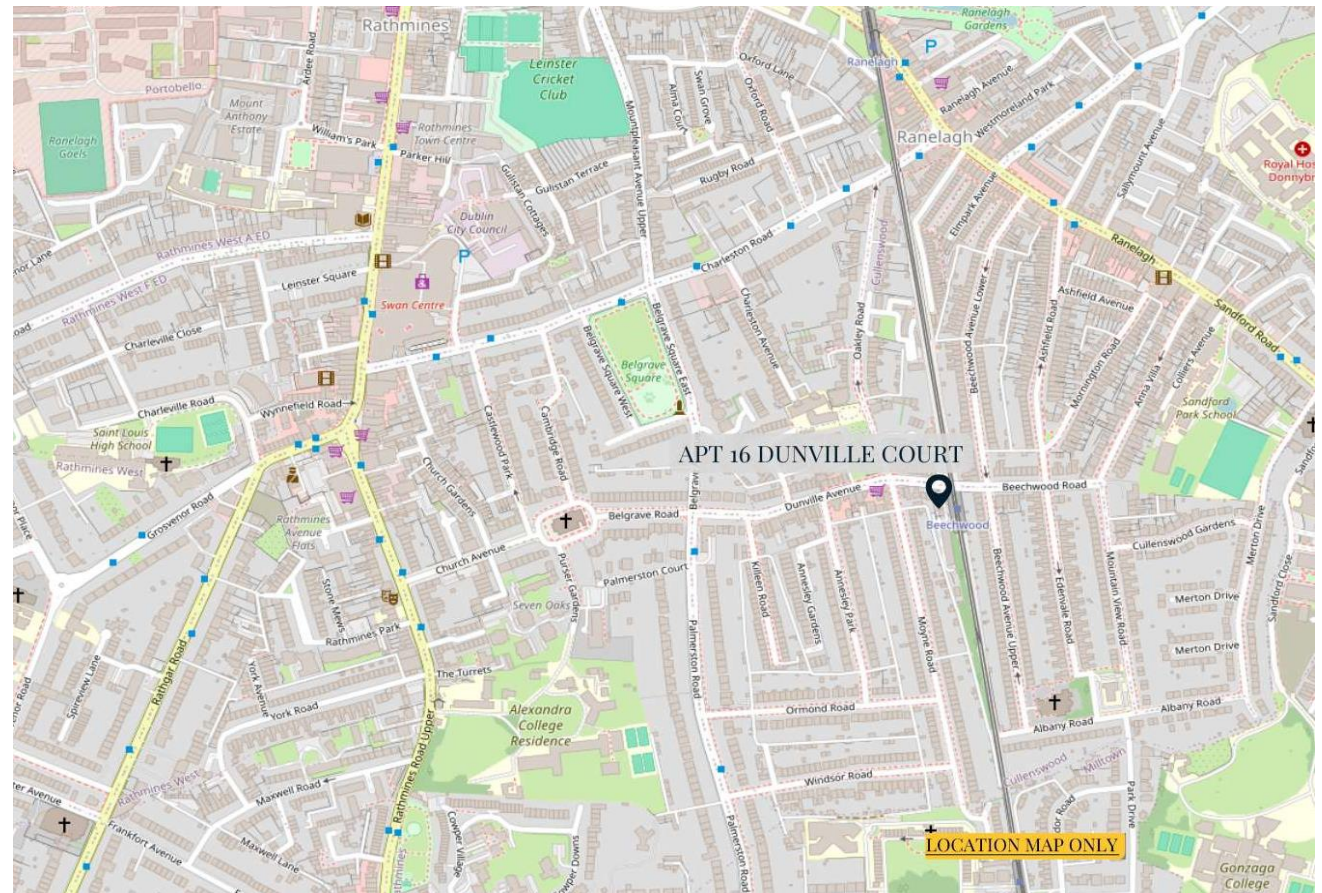 Rathmines
Ranelagh
Gardens
Ardee Road
Leinster
Cricket
Club
Oxford Lane
Swan Grove
Alma Court
Oxford Road
Ranelagh
P
Ranelagh Avenue
Westmoreland Park
Portobello
Mount
Anthony
Estate
Ranelagh
Gaels
William's Park
Rathmines
Town Centre
Parker Hill
Mountpleasant Avenue Upper
Ranelagh
Sallymount Avenue
Royal Hos
Donnybr
Gulistan Cottages
Gulistan Terrace
Rugby Road
Elmpark Avenue
Dublin
City Council
P
Cullenswood
Ranelagh
Rathmines West A ED
Rathmines West F ED
Leinster Square
Swan Centre
Charleston Road
Charleston Avenue
Belgrave Square East
Belgrave Square West
Belgrave
Square
Oakley Road
Beechwood Avenue Lower
Ashfield Road
Ashfield Avenue
Mornington Road
Anna Villa
Colliers Avenue
Sandford Road
Sandford
Park School
Charleville Close
Charleville Road
Wynnefield Road
Saint Louis
High School
Rathmines West
Castlewood Park
Cambridge Road
Church Gardens
APT 16 DUNVILLE COURT
Dunville Avenue
Beechwood Road
Beechwood
Belgrave Road
Grosvenor Road
Rathmines
Avenue
Flats
Church Avenue
Stone Mews
Rathmines Park
Purser Gardens
Palmerston Court
Seven Oaks
Killeen Road
Annesley Gardens
Annesley Park
Moyne Road
Beechwood Avenue Upper
Edenvale Road
Mountain View Road
Cullenswood Gardens
Merton Drive
Sandford Close
Merton Drive
Merton Drive
Spireview Lane
Rathgar Road
York Avenue
York Road
The Turrets
Alexandra
College
Residence
Palmerston Road
Ormond Road
Albany Road
Albany Road
Windsor Road
Cullenswood
Milltown
Park Drive
Rathmines West
Maxwell Road
Rathmines Road Upper
Frankfort Avenue
Maxwell Lane
Cowper Village
Palmerston Road
LOCATION MAP ONLY
Gonzaga
College